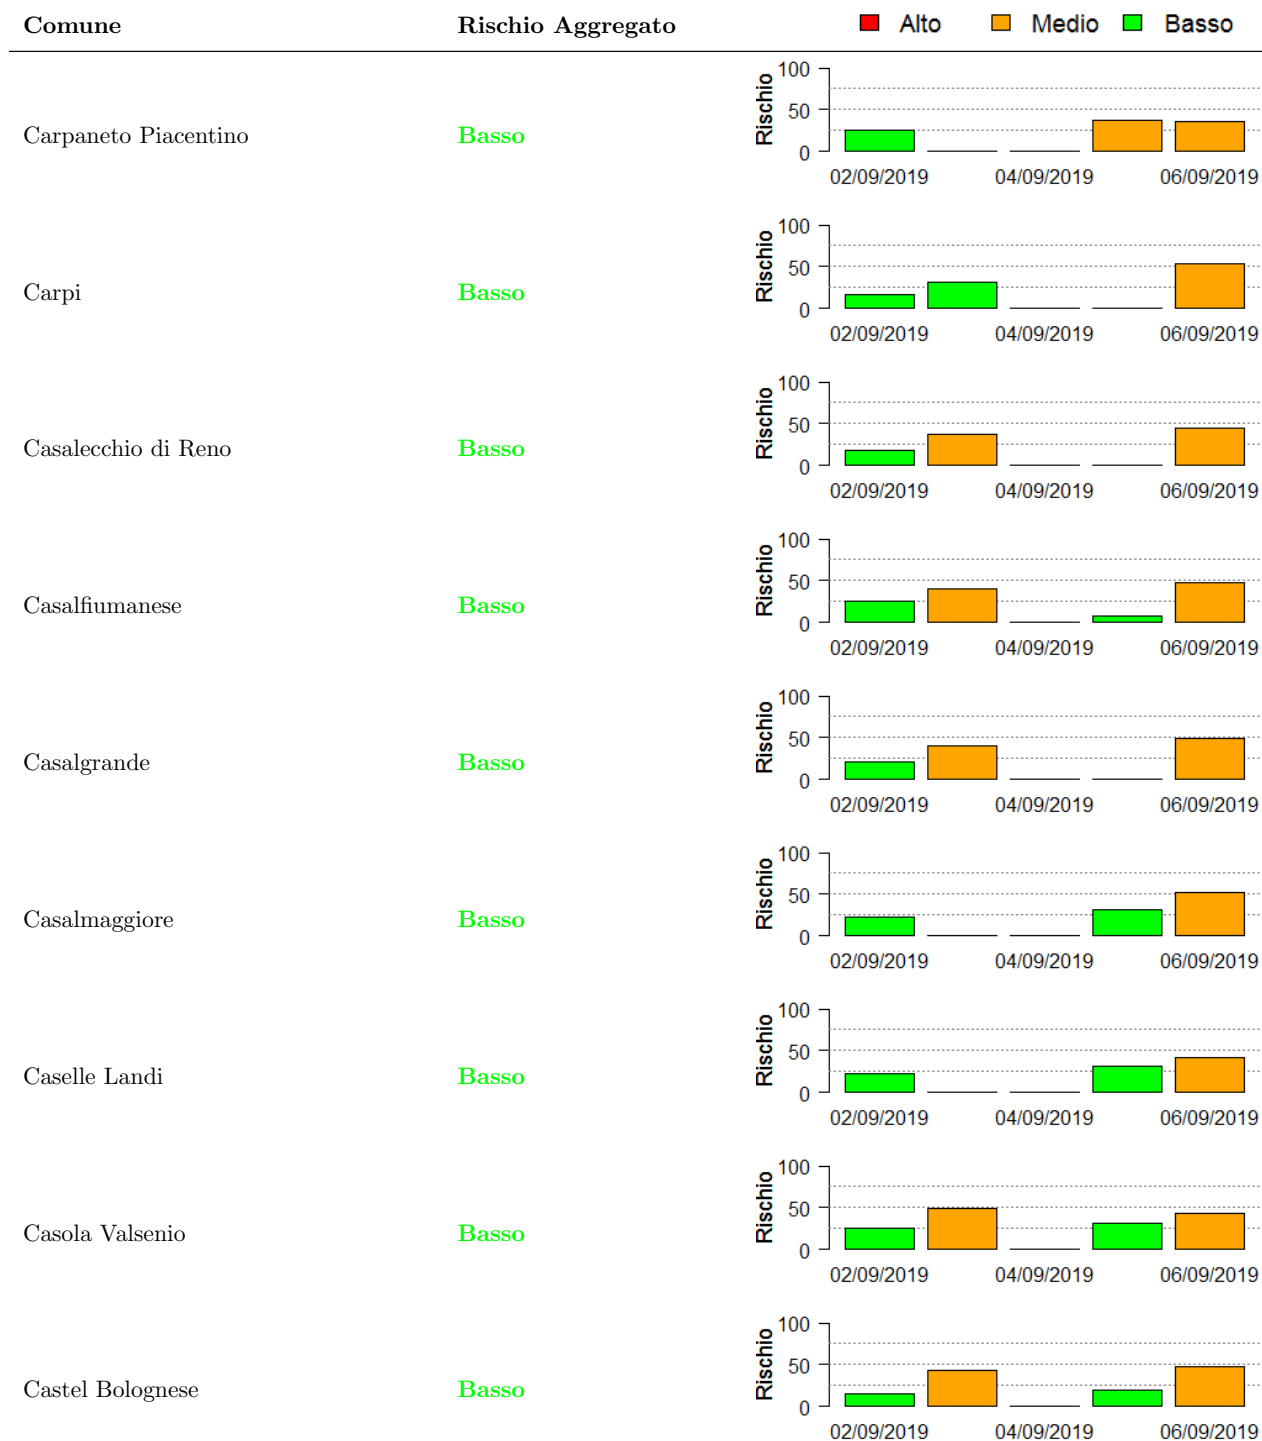 Comune Rischio Aggregato Alto Medio Basso
100
50
0
Rischio
Carpaneto Piacentino Basso
02/09/2019 04/09/2019 06/09/2019
100
50
0
Rischio
Carpi Basso
02/09/2019 04/09/2019 06/09/2019
100
50
0
Rischio
Casalecchio di Reno Basso
02/09/2019 04/09/2019 06/09/2019
100
50
0
Rischio
Casalfiumanese Basso
02/09/2019 04/09/2019 06/09/2019
100
50
0
Rischio
Casalgrande Basso
02/09/2019 04/09/2019 06/09/2019
100
50
0
Rischio
Casalmaggiore Basso
02/09/2019 04/09/2019 06/09/2019
100
50
0
Rischio
Caselle Landi Basso
02/09/2019 04/09/2019 06/09/2019
100
50
0
Rischio
Casola Valsenio Basso
02/09/2019 04/09/2019 06/09/2019
100
50
0
Rischio
Castel Bolognese Basso
02/09/2019 04/09/2019 06/09/2019